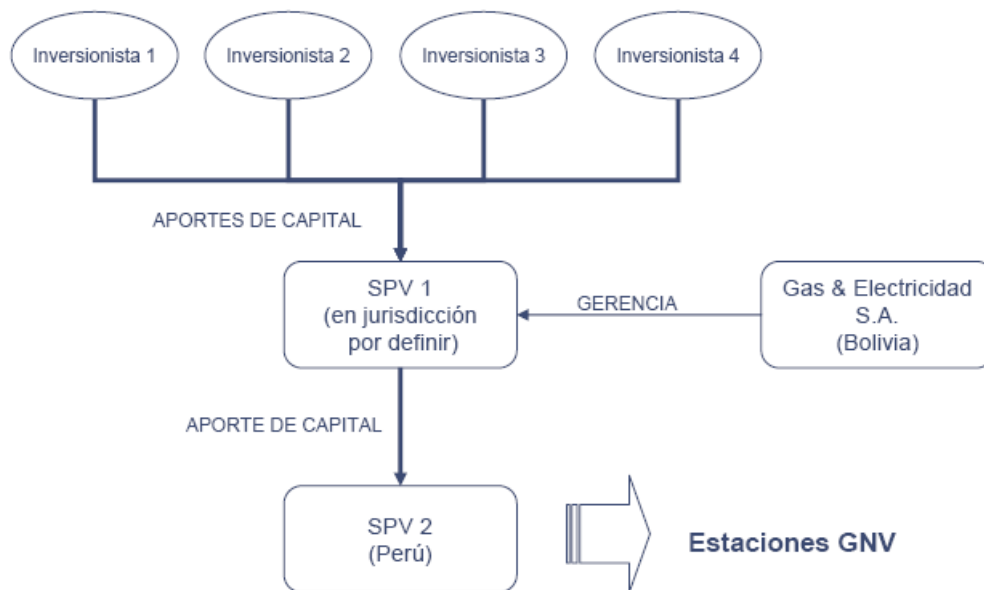 Inversionista 1
Inversionista 2
Inversionista 3
Inversionista 4
APORTES DE CAPITAL
SPV 1
(en jurisdicción
por definir)
GERENCIA
Gas & Electricidad
S.A.
(Bolivia)
APORTE DE CAPITAL
SPV 2
(Perú)
Estaciones GNV